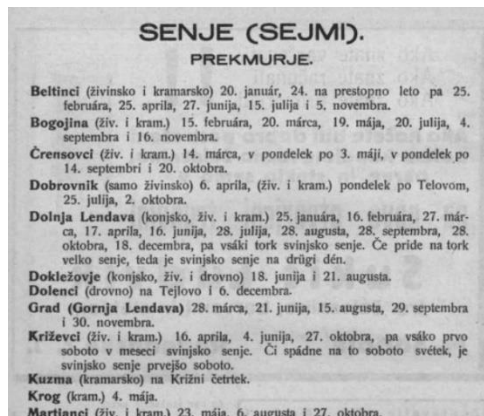 SENJE (SEJMI).
PREKMURJE.
Beltinci (živinsko i kramarsko) 20. január, 24. na prestopno leto pa 25.
februára, 25. aprila, 27. junija, 15. julija i 5. novembra.
Bogojina (živ. i kram.) 15. februára, 20. márca, 19. mája, 20. julija, 4.
septembra i 16. novembra.
Črensovci (živ. i kram.) 14. márca, v pondelek po 3. máji, v pondelek po
14. septembri i 20. oktobra.
Dobrovnik (samo živinsko) 6. aprila, (živ. i kram.) pondelek po Telovom,
25. julija, 2. oktobra.
Dolnja Lendava (konjsko, živ. i kram.) 25. januára, 16. februára, 27. már-
ca, 17. aprila, 16. junija, 28. julija, 28. augusta, 28. septembra, 28.
oktobra, 18. decembra, pa vsáki tork svinjsko senje. Če pride na tork
velko senje, teda je svinjsko senje na drügi dén.
Dokležovje (konjsko, živ. i drovno) 18. junija i 21. augusta.
Dolenci (drovno) na Tejlovo i 6. decembra.
Grad (Gornja Lendava) 28. márca, 21. junija, 15. augusta, 29. septembra
i 30. novembra.
Križevci (živ. i kram.) 16. aprila, 4. junija, 27. oktobra, pa vsáko prvo
soboto v meseci svinjsko senje. Či spádne na to soboto svétek, je
svinjsko senje prvejšo soboto.
Kuzma (kramarsko) na Križni četrtek.
Krog (kram.) 4. mája.
Martjanci (živ. i kram.) 23. mája, 6. augusta i 27. oktobra.